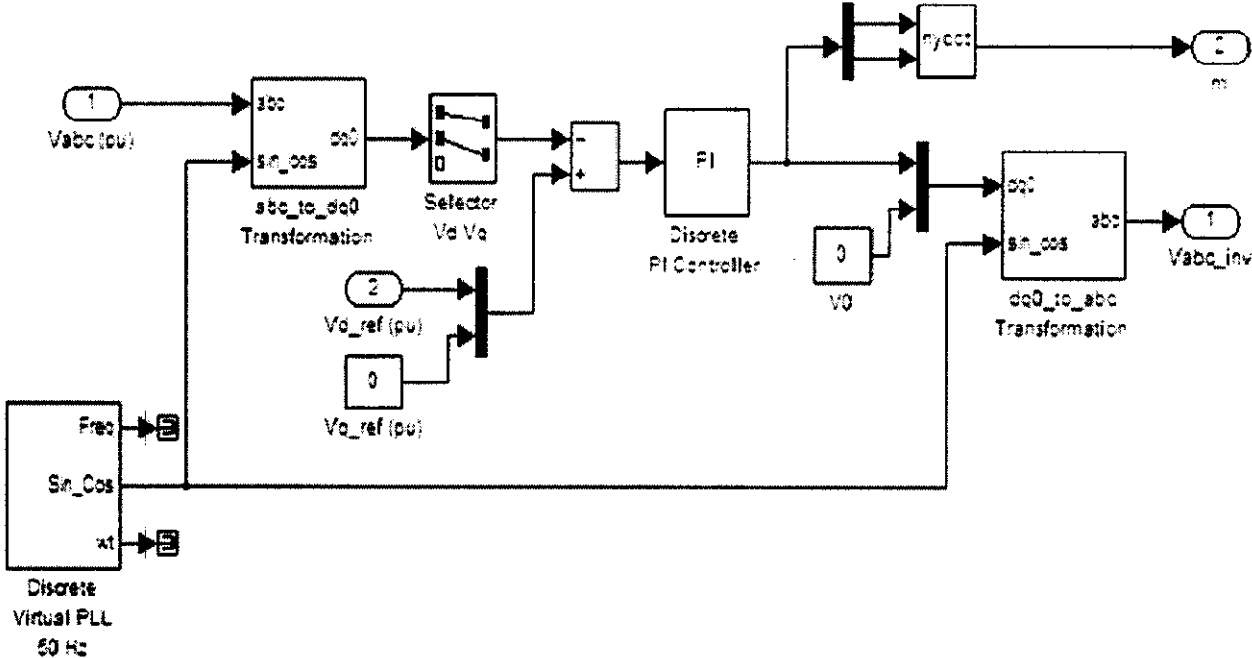 2
hypot
m
1
Vabc (pu)
abc
sin_cos
dq0
abc_to_dq0
Transformation
Selector
Vd Vq
-
+
PI
Discrete
PI Controller
0
V0
dq0
sin_cos
abc
dq0_to_abc
Transformation
1
Vabc_inv
2
Vd_ref (pu)
0
Vq_ref (pu)
Freq
Sin_Cos
wt
Discrete
Virtual PLL
50 Hz